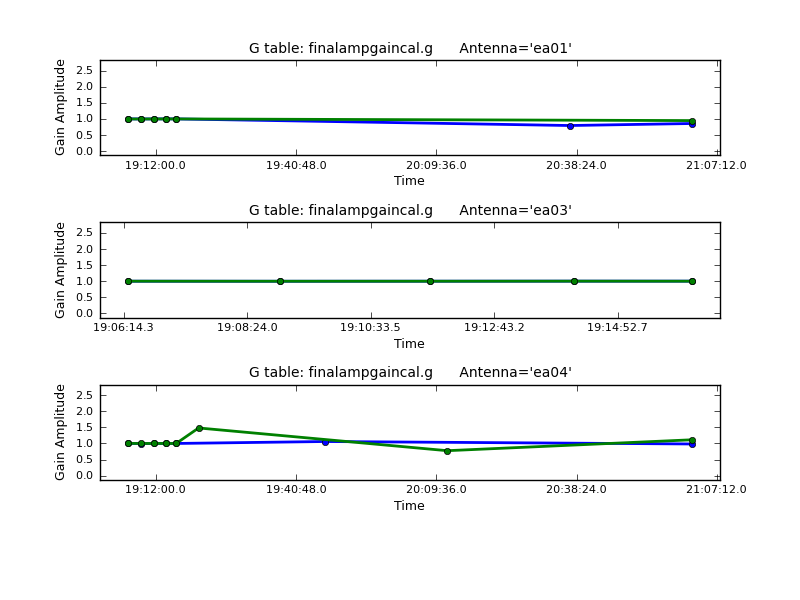 G table: finalampgaincal.g      Antenna='ea01'
2.5
2.0
1.5
1.0
0.5
0.0
Gain Amplitude
19:12:00.0 19:40:48.0 20:09:36.0 20:38:24.0 21:07:12.0
Time
G table: finalampgaincal.g      Antenna='ea03'
2.5
2.0
1.5
1.0
0.5
0.0
Gain Amplitude
19:06:14.3 19:08:24.0 19:10:33.5 19:12:43.2 19:14:52.7
Time
G table: finalampgaincal.g      Antenna='ea04'
2.5
2.0
1.5
1.0
0.5
0.0
Gain Amplitude
19:12:00.0 19:40:48.0 20:09:36.0 20:38:24.0 21:07:12.0
Time